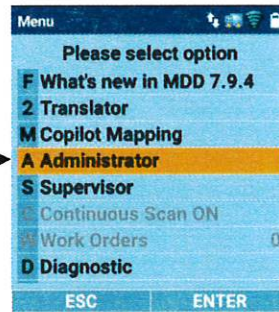 Menu
Please select option
F What's new in MDD 7.9.4
2 Translator
M Copilot Mapping
A Administrator
S Supervisor
C Continuous Scan ON
W Work Orders 0
D Diagnostic
ESC ENTER